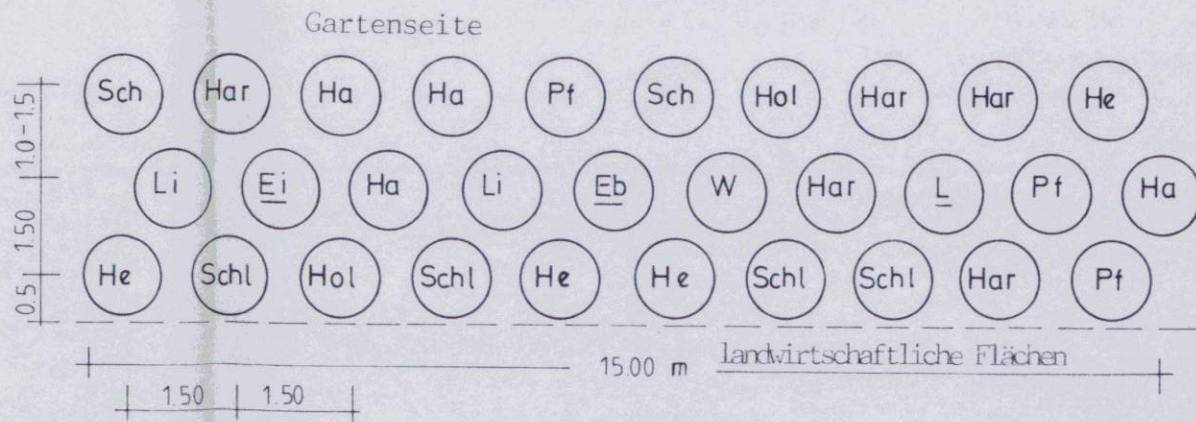 Gartenseite
Sch Har Ha Ha Pf Sch Hol Har Har He
Li Ei Ha Li Eb W Har L Pf Ha
He Schl Hol Schl He He Schl Schl Har Pf
1.0-1.5
1.50
0.5
15.00 m landwirtschaftliche Flächen
1.50 1.50